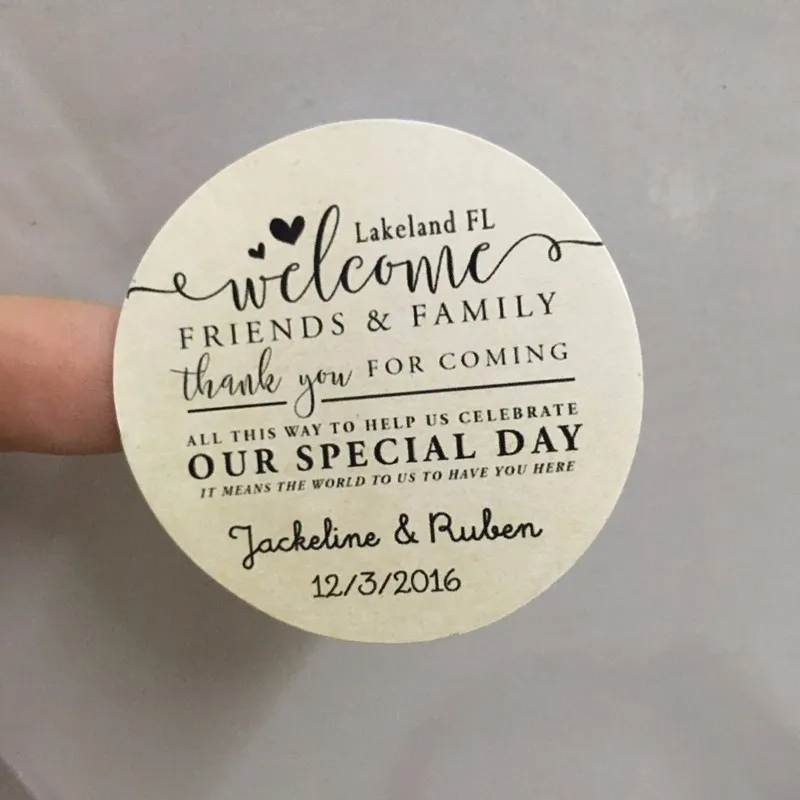 Lakeland FL
welcome
FRIENDS & FAMILY
thank you FOR COMING
ALL THIS WAY TO HELP US CELEBRATE
OUR SPECIAL DAY
IT MEANS THE WORLD TO US TO HAVE YOU HERE
Jackeline & Ruben
12/3/2016